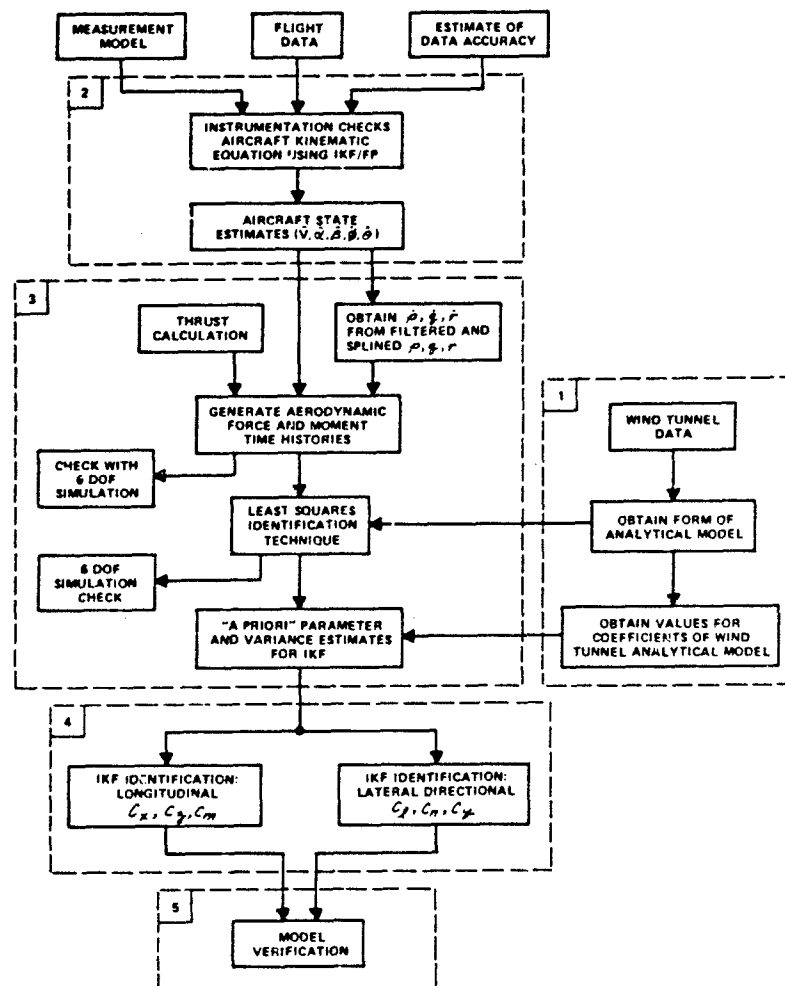 MEASUREMENT
MODEL
FLIGHT
DATA
ESTIMATE OF
DATA ACCURACY
2
INSTRUMENTATION CHECKS
AIRCRAFT KINEMATIC
EQUATION USING IKF/FP
AIRCRAFT STATE
ESTIMATES (V̂, α̂, β̂, φ̂, θ̂)
3
THRUST
CALCULATION
OBTAIN ṗ, q̇, ṙ
FROM FILTERED AND
SPLINED p, q, r
GENERATE AERODYNAMIC
FORCE AND MOMENT
TIME HISTORIES
CHECK WITH
6 DOF
SIMULATION
LEAST SQUARES
IDENTIFICATION
TECHNIQUE
6 DOF
SIMULATION
CHECK
"A PRIORI" PARAMETER
AND VARIANCE ESTIMATES
FOR IKF
1
WIND TUNNEL
DATA
OBTAIN FORM OF
ANALYTICAL MODEL
OBTAIN VALUES FOR
COEFFICIENTS OF WIND
TUNNEL ANALYTICAL MODEL
4
IKF IDENTIFICATION:
LONGITUDINAL
Cx, Cz, Cm
IKF IDENTIFICATION:
LATERAL DIRECTIONAL
Cl, Cn, Cy
5
MODEL
VERIFICATION